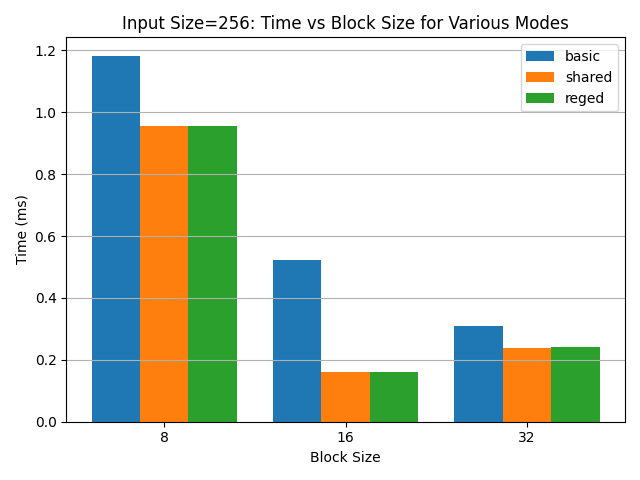 Input Size=256: Time vs Block Size for Various Modes
basic
shared
reged
Time (ms)
1.2
1.0
0.8
0.6
0.4
0.2
0.0
8
16
32
Block Size